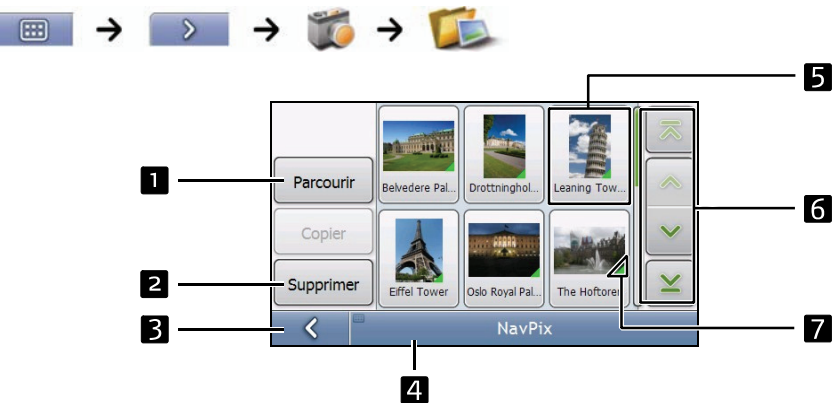 5
1
Parcourir
Belvedere Pal...
Drottninghol...
Leaning Tow...
6
Copier
2
Supprimer
Eiffel Tower
Oslo Royal Pal...
The Hoftoren
3
NavPix
7
4